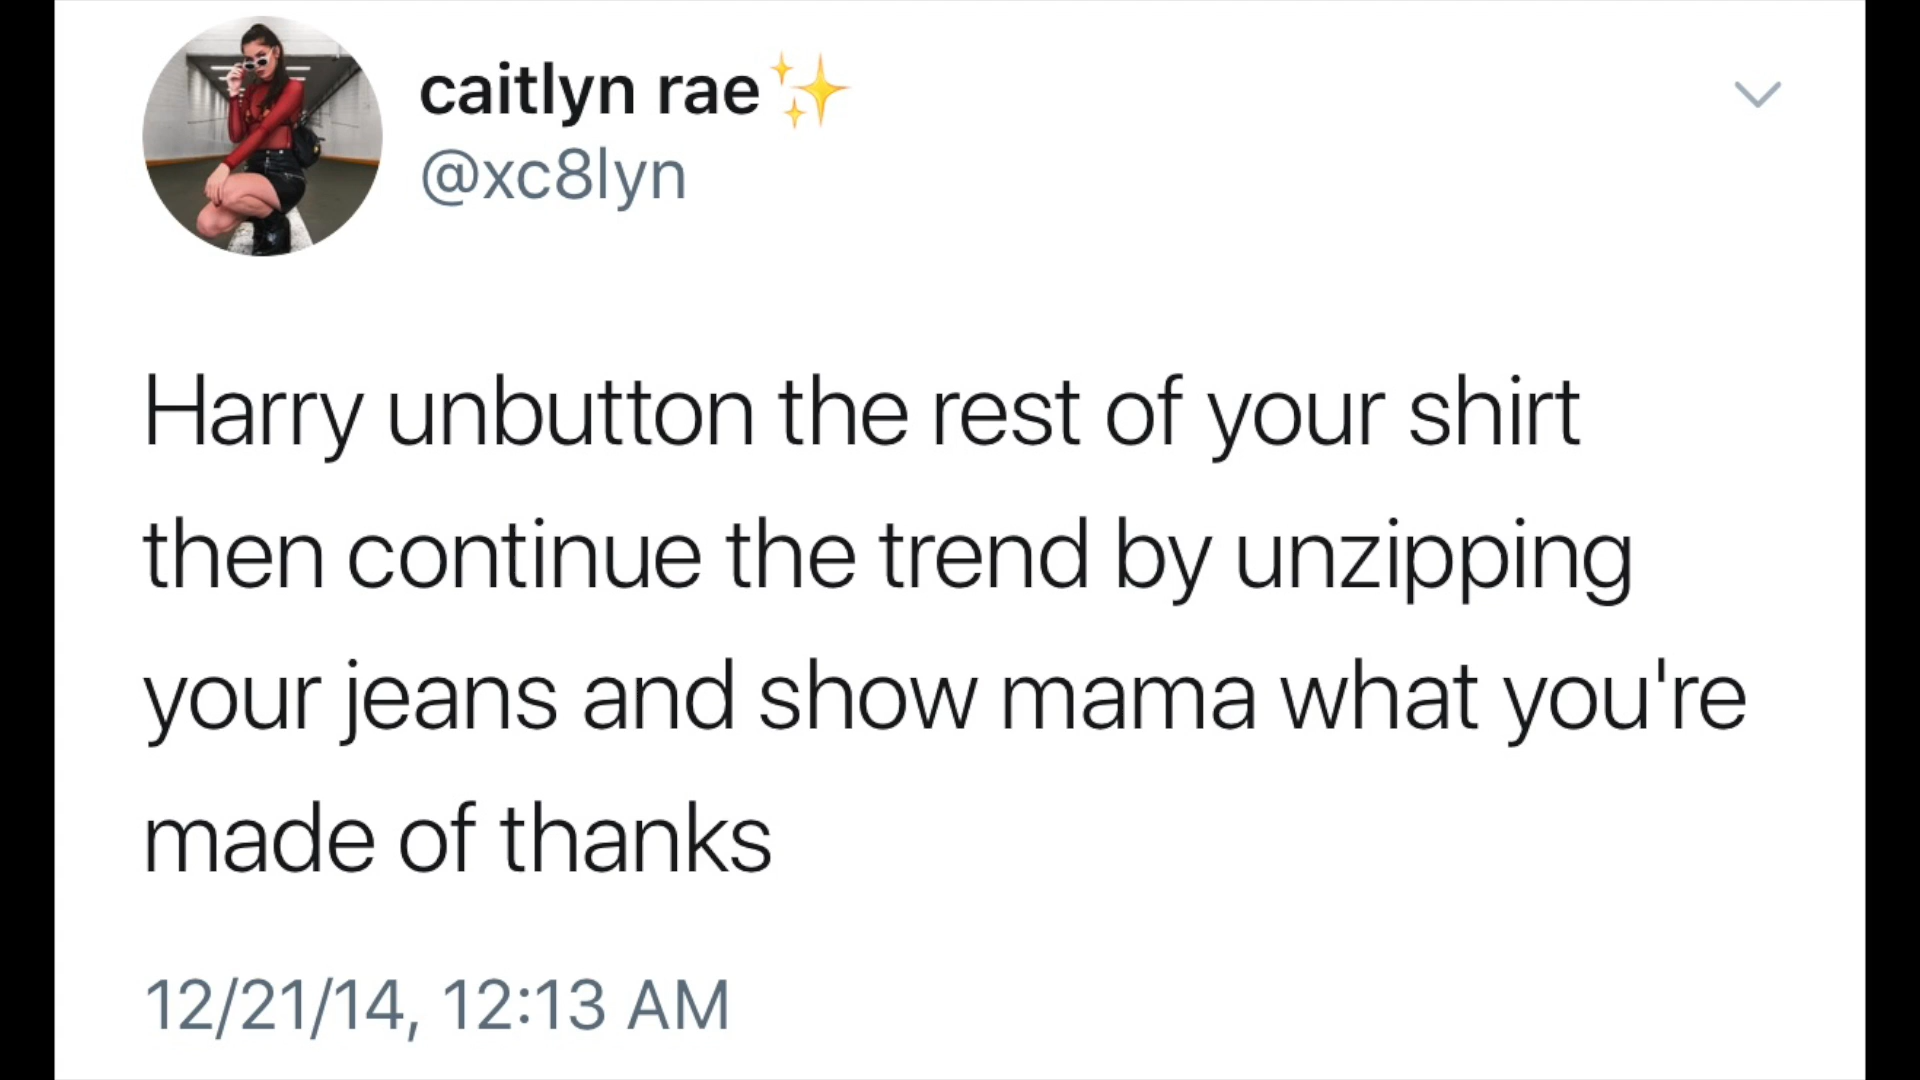 caitlyn rae✨
@xc8lyn
Harry unbutton the rest of your shirt
then continue the trend by unzipping
your jeans and show mama what you're
made of thanks
12/21/14, 12:13 AM